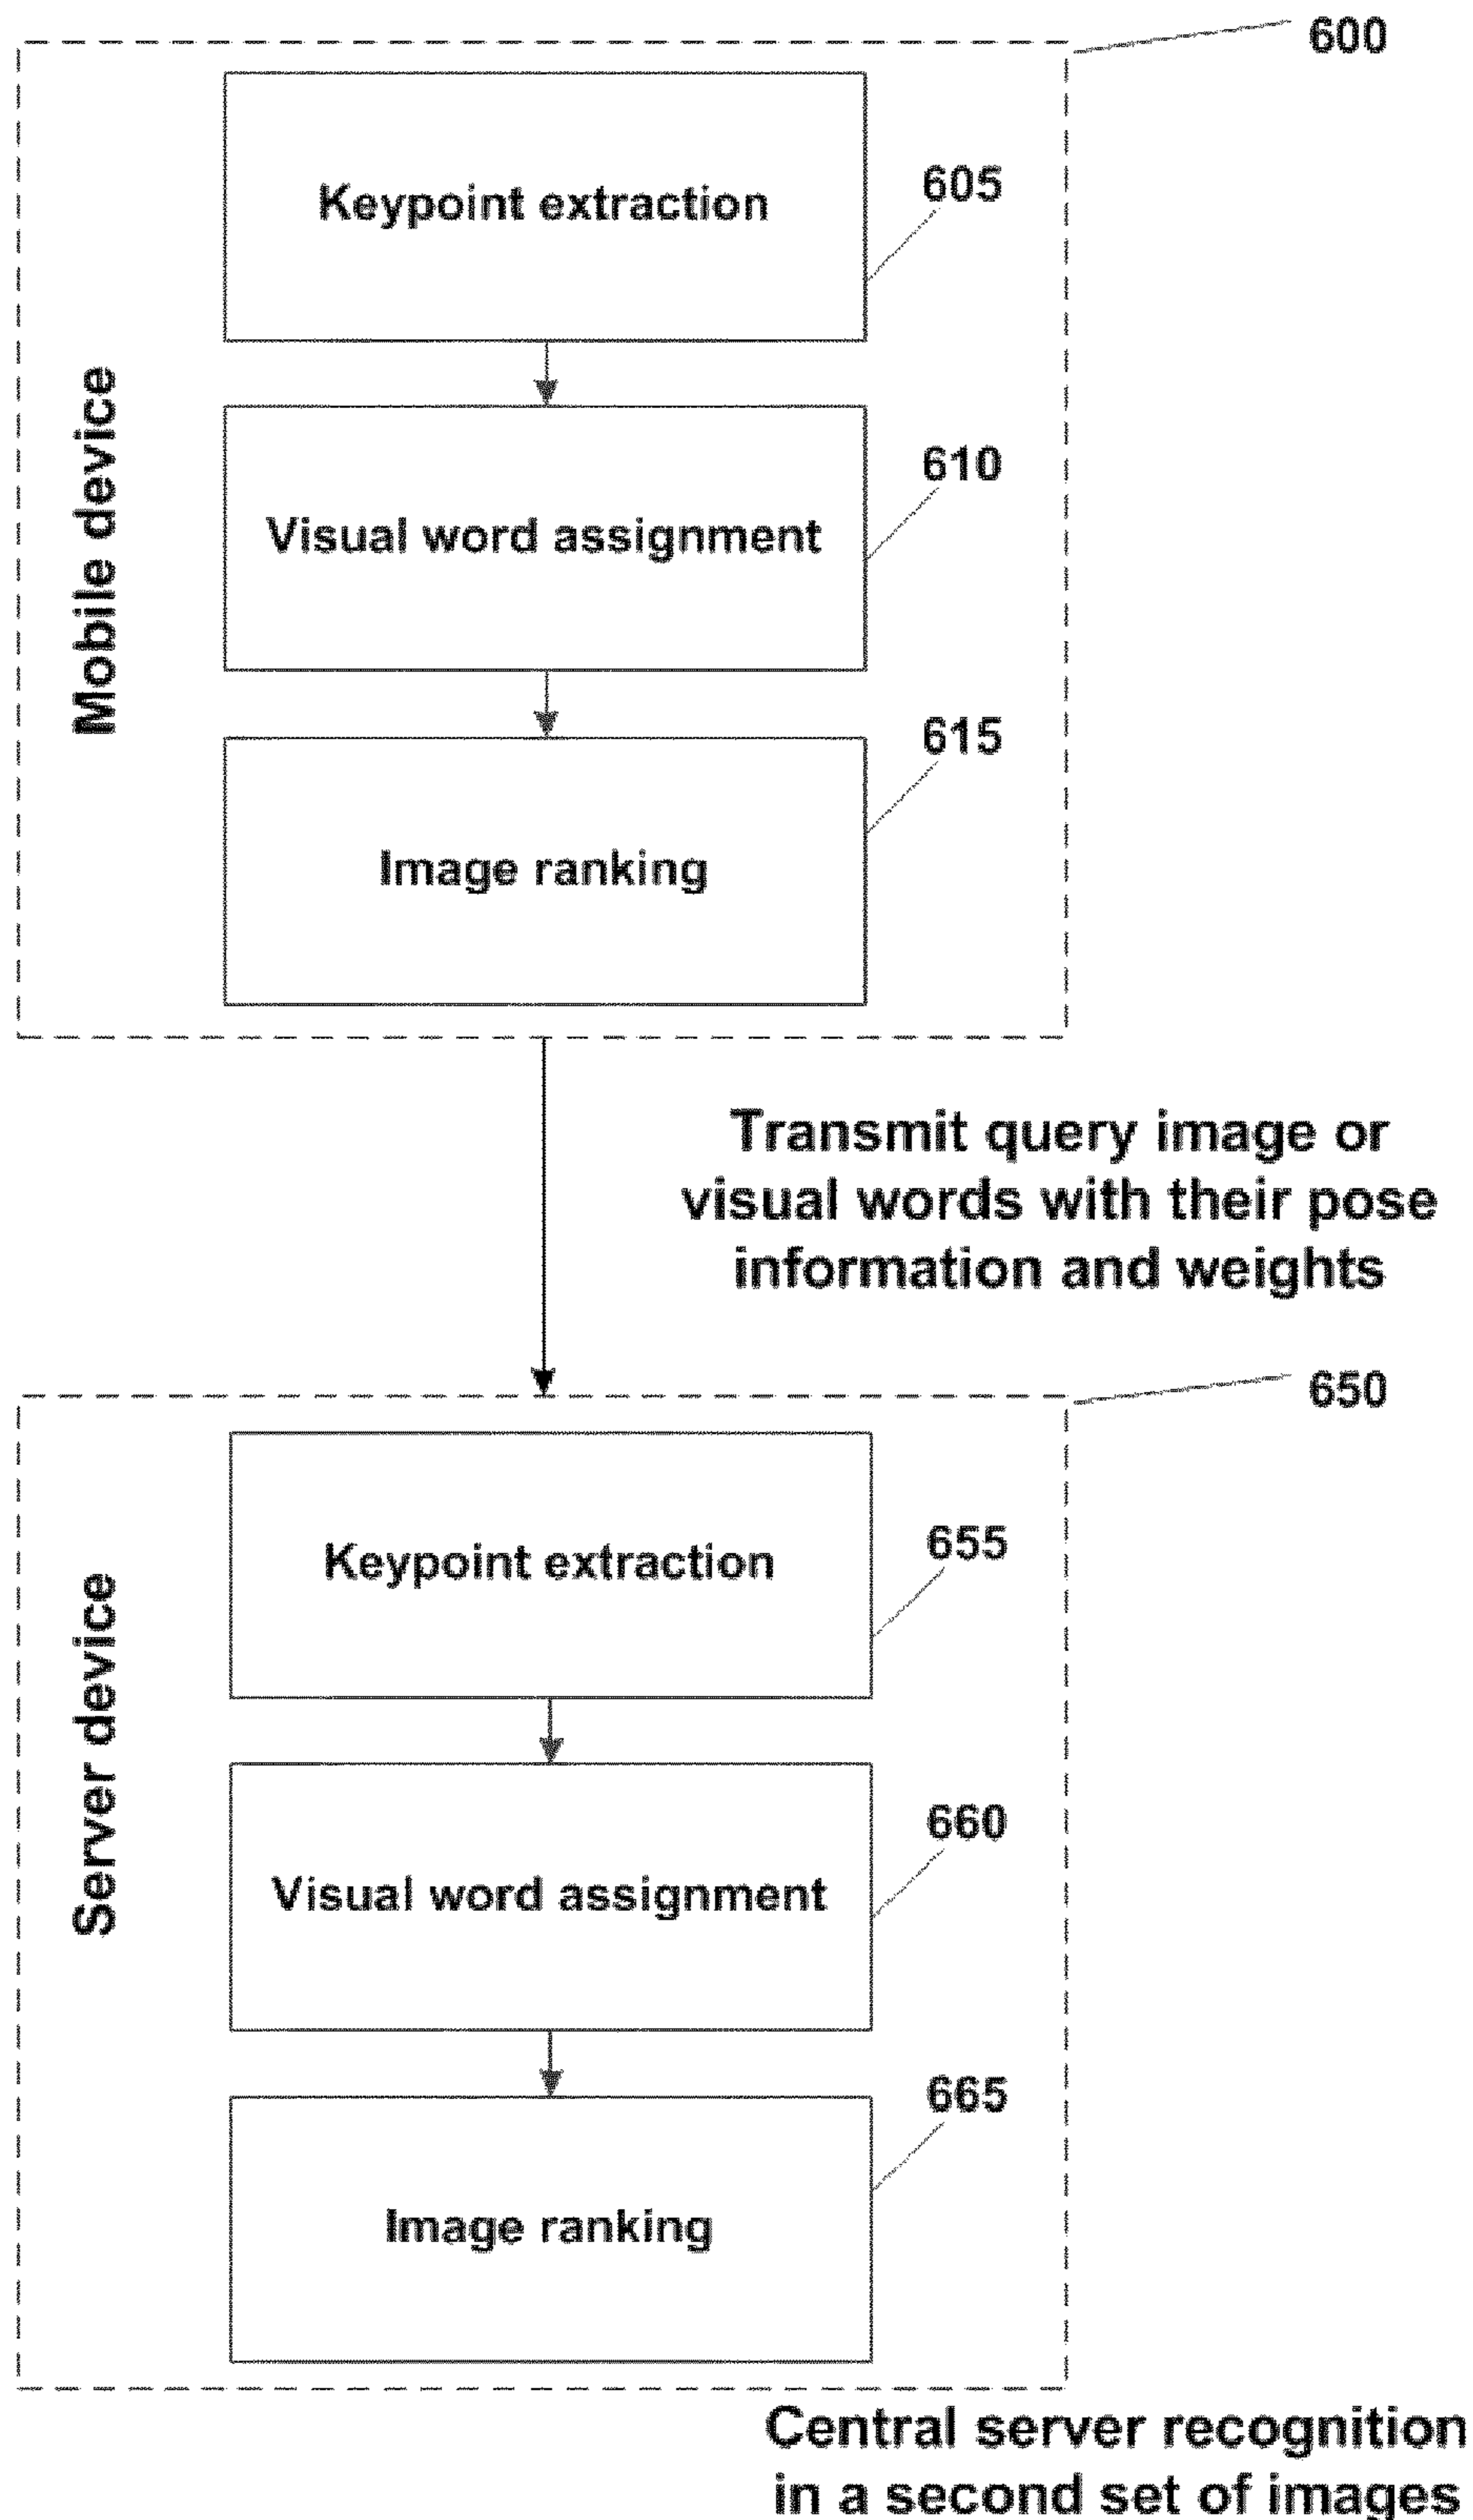 600
Mobile device
Keypoint extraction
605
Visual word assignment
610
Image ranking
615
Transmit query image or
visual words with their pose
information and weights
650
Server device
Keypoint extraction
655
Visual word assignment
660
Image ranking
665
Central server recognition
in a second set of images